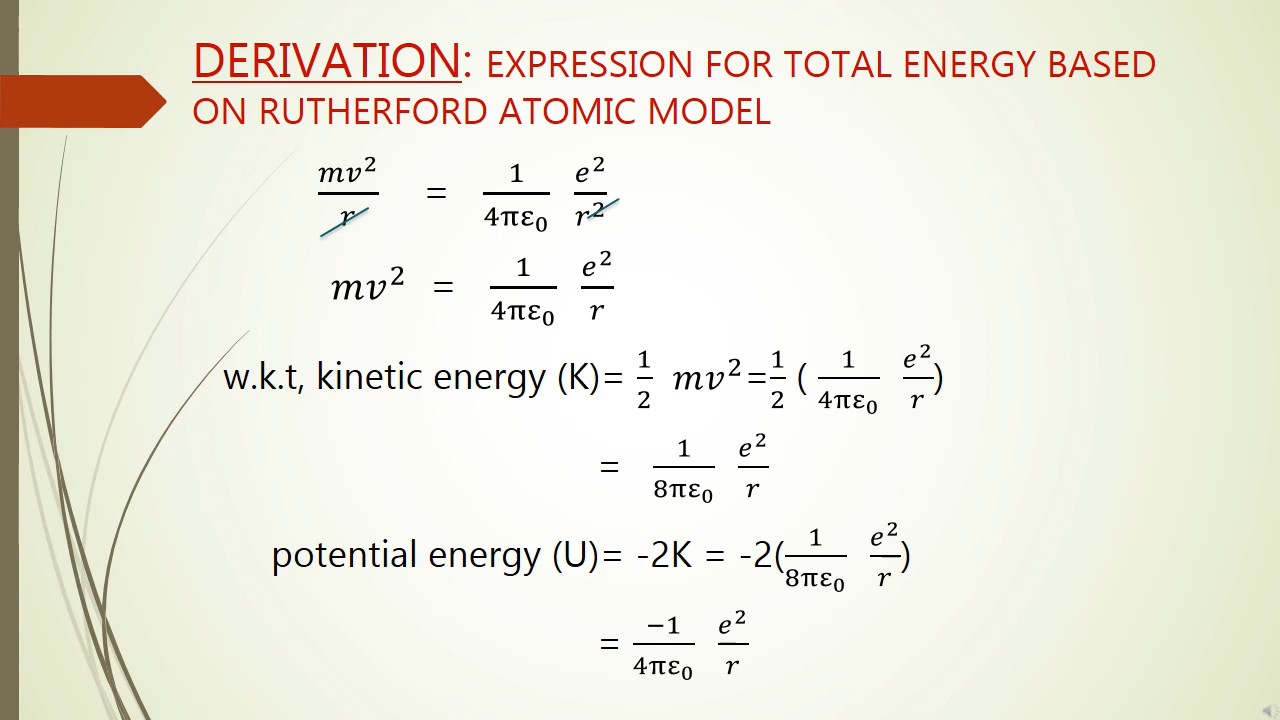 DERIVATION: EXPRESSION FOR TOTAL ENERGY BASED
ON RUTHERFORD ATOMIC MODEL
mv²/r = 1/4πε₀ e²/r²
mv² = 1/4πε₀ e²/r
w.k.t, kinetic energy (K)= 1/2 mv²=1/2 ( 1/4πε₀ e²/r)
= 1/8πε₀ e²/r
potential energy (U)= -2K = -2(1/8πε₀ e²/r)
= −1/4πε₀ e²/r